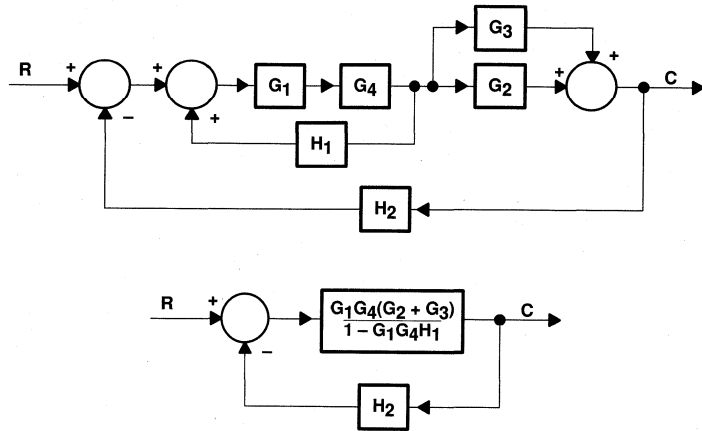 G3
+
R + + + C
G1 G4 G2
− +
H1
H2
R + G1G4(G2 + G3) C
1 − G1G4H1
−
H2